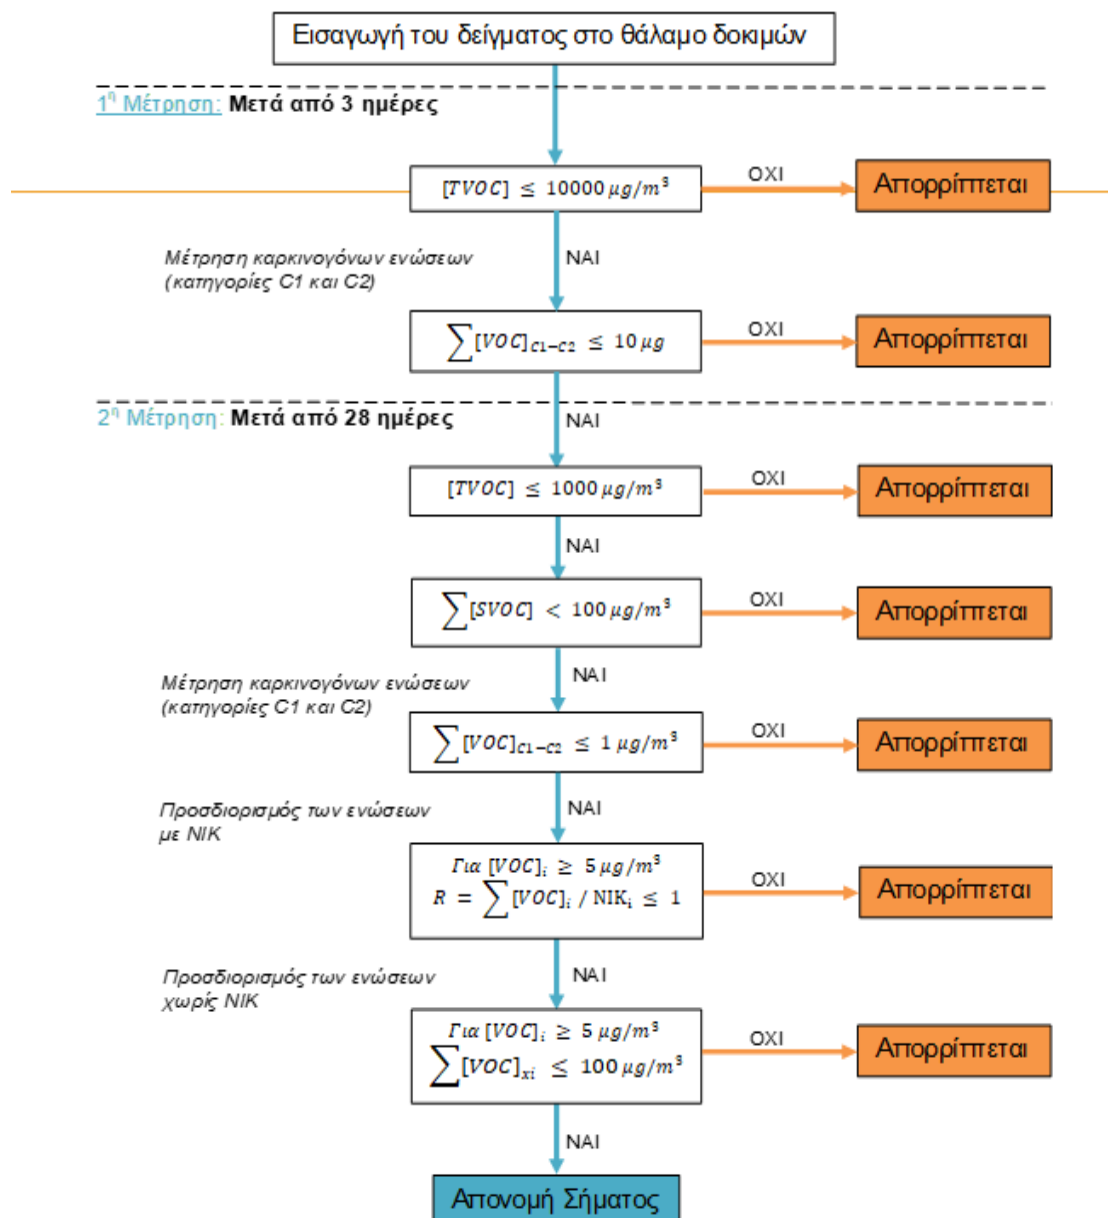 Εισαγωγή του δείγματος στο θάλαμο δοκιμών
1η Μέτρηση: Μετά από 3 ημέρες
[TVOC] ≤ 10000 μg/m³
ΟΧΙ
Απορρίπτεται
ΝΑΙ
Μέτρηση καρκινογόνων ενώσεων
(κατηγορίες C1 και C2)
∑[VOC]C1−C2 ≤ 10 μg
ΟΧΙ
Απορρίπτεται
2η Μέτρηση: Μετά από 28 ημέρες
ΝΑΙ
[TVOC] ≤ 1000 μg/m³
ΟΧΙ
Απορρίπτεται
ΝΑΙ
∑[SVOC] < 100 μg/m³
ΟΧΙ
Απορρίπτεται
ΝΑΙ
Μέτρηση καρκινογόνων ενώσεων
(κατηγορίες C1 και C2)
∑[VOC]C1−C2 ≤ 1 μg/m³
ΟΧΙ
Απορρίπτεται
ΝΑΙ
Προσδιορισμός των ενώσεων
με NIK
Για [VOC]i ≥ 5 μg/m³
R = ∑[VOC]i / NIKi ≤ 1
ΟΧΙ
Απορρίπτεται
ΝΑΙ
Προσδιορισμός των ενώσεων
χωρίς NIK
Για [VOC]i ≥ 5 μg/m³
∑[VOC]xi ≤ 100 μg/m³
ΟΧΙ
Απορρίπτεται
ΝΑΙ
Απονομή Σήματος